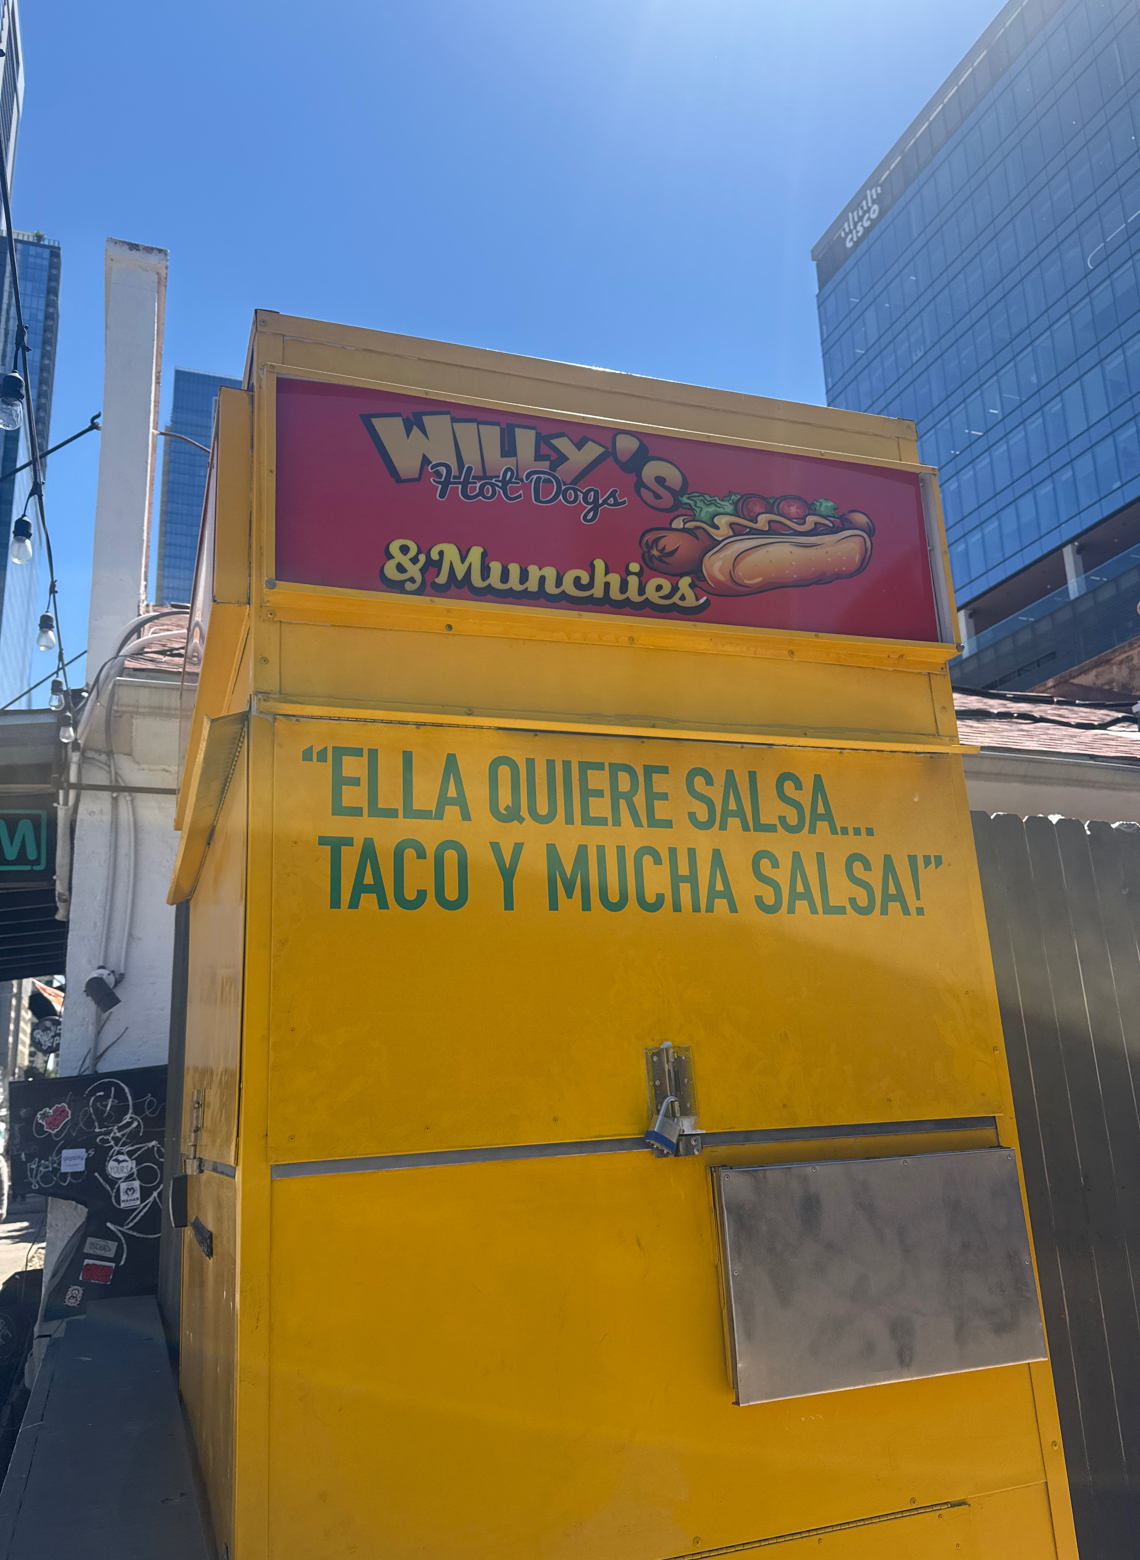 CISCO
WILLY'S
Hot Dogs
& Munchies
“ELLA QUIERE SALSA...
TACO Y MUCHA SALSA!”
M